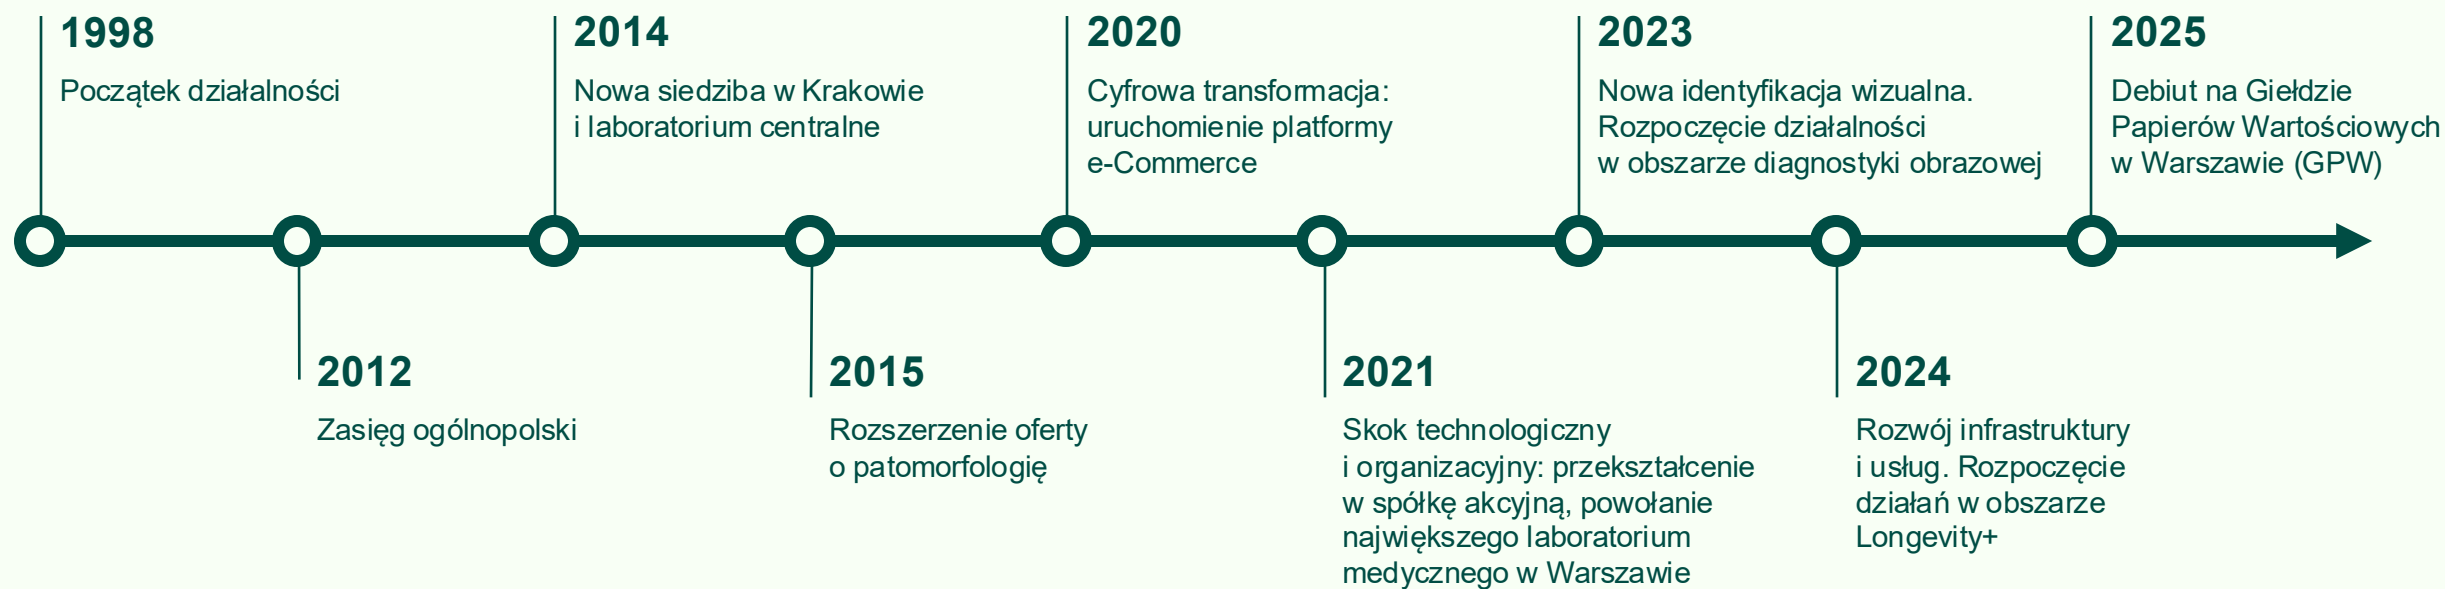 1998
Początek działalności
2012
Zasięg ogólnopolski
2014
Nowa siedziba w Krakowie
i laboratorium centralne
2015
Rozszerzenie oferty
o patomorfologię
2020
Cyfrowa transformacja:
uruchomienie platformy
e-Commerce
2021
Skok technologiczny
i organizacyjny: przekształcenie
w spółkę akcyjną, powołanie
największego laboratorium
medycznego w Warszawie
2023
Nowa identyfikacja wizualna.
Rozpoczęcie działalności
w obszarze diagnostyki obrazowej
2024
Rozwój infrastruktury
i usług. Rozpoczęcie
działań w obszarze
Longevity+
2025
Debiut na Giełdzie
Papierów Wartościowych
w Warszawie (GPW)